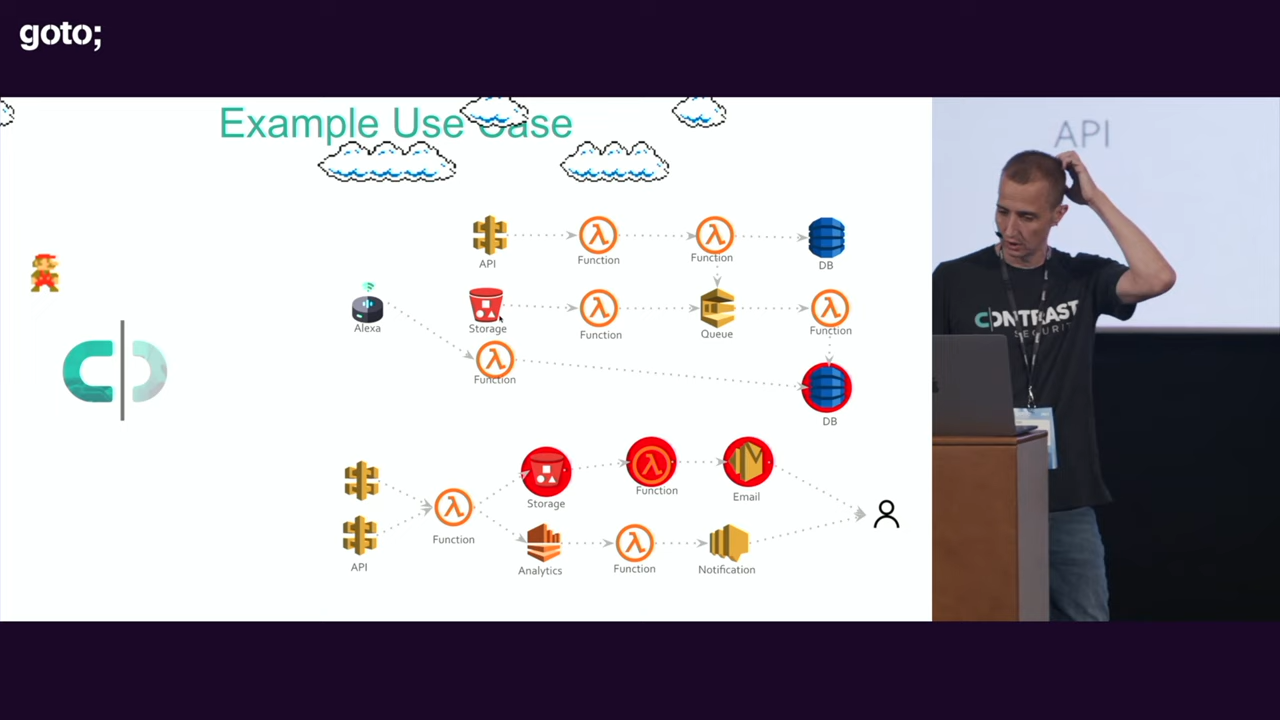 goto;
Example Use Case
API
Function
Function
DB
Alexa
Storage
Function
Queue
Function
Function
DB
Storage
Function
Email
Function
API
Analytics
Function
Notification
API
CONTRAST
SECURITY